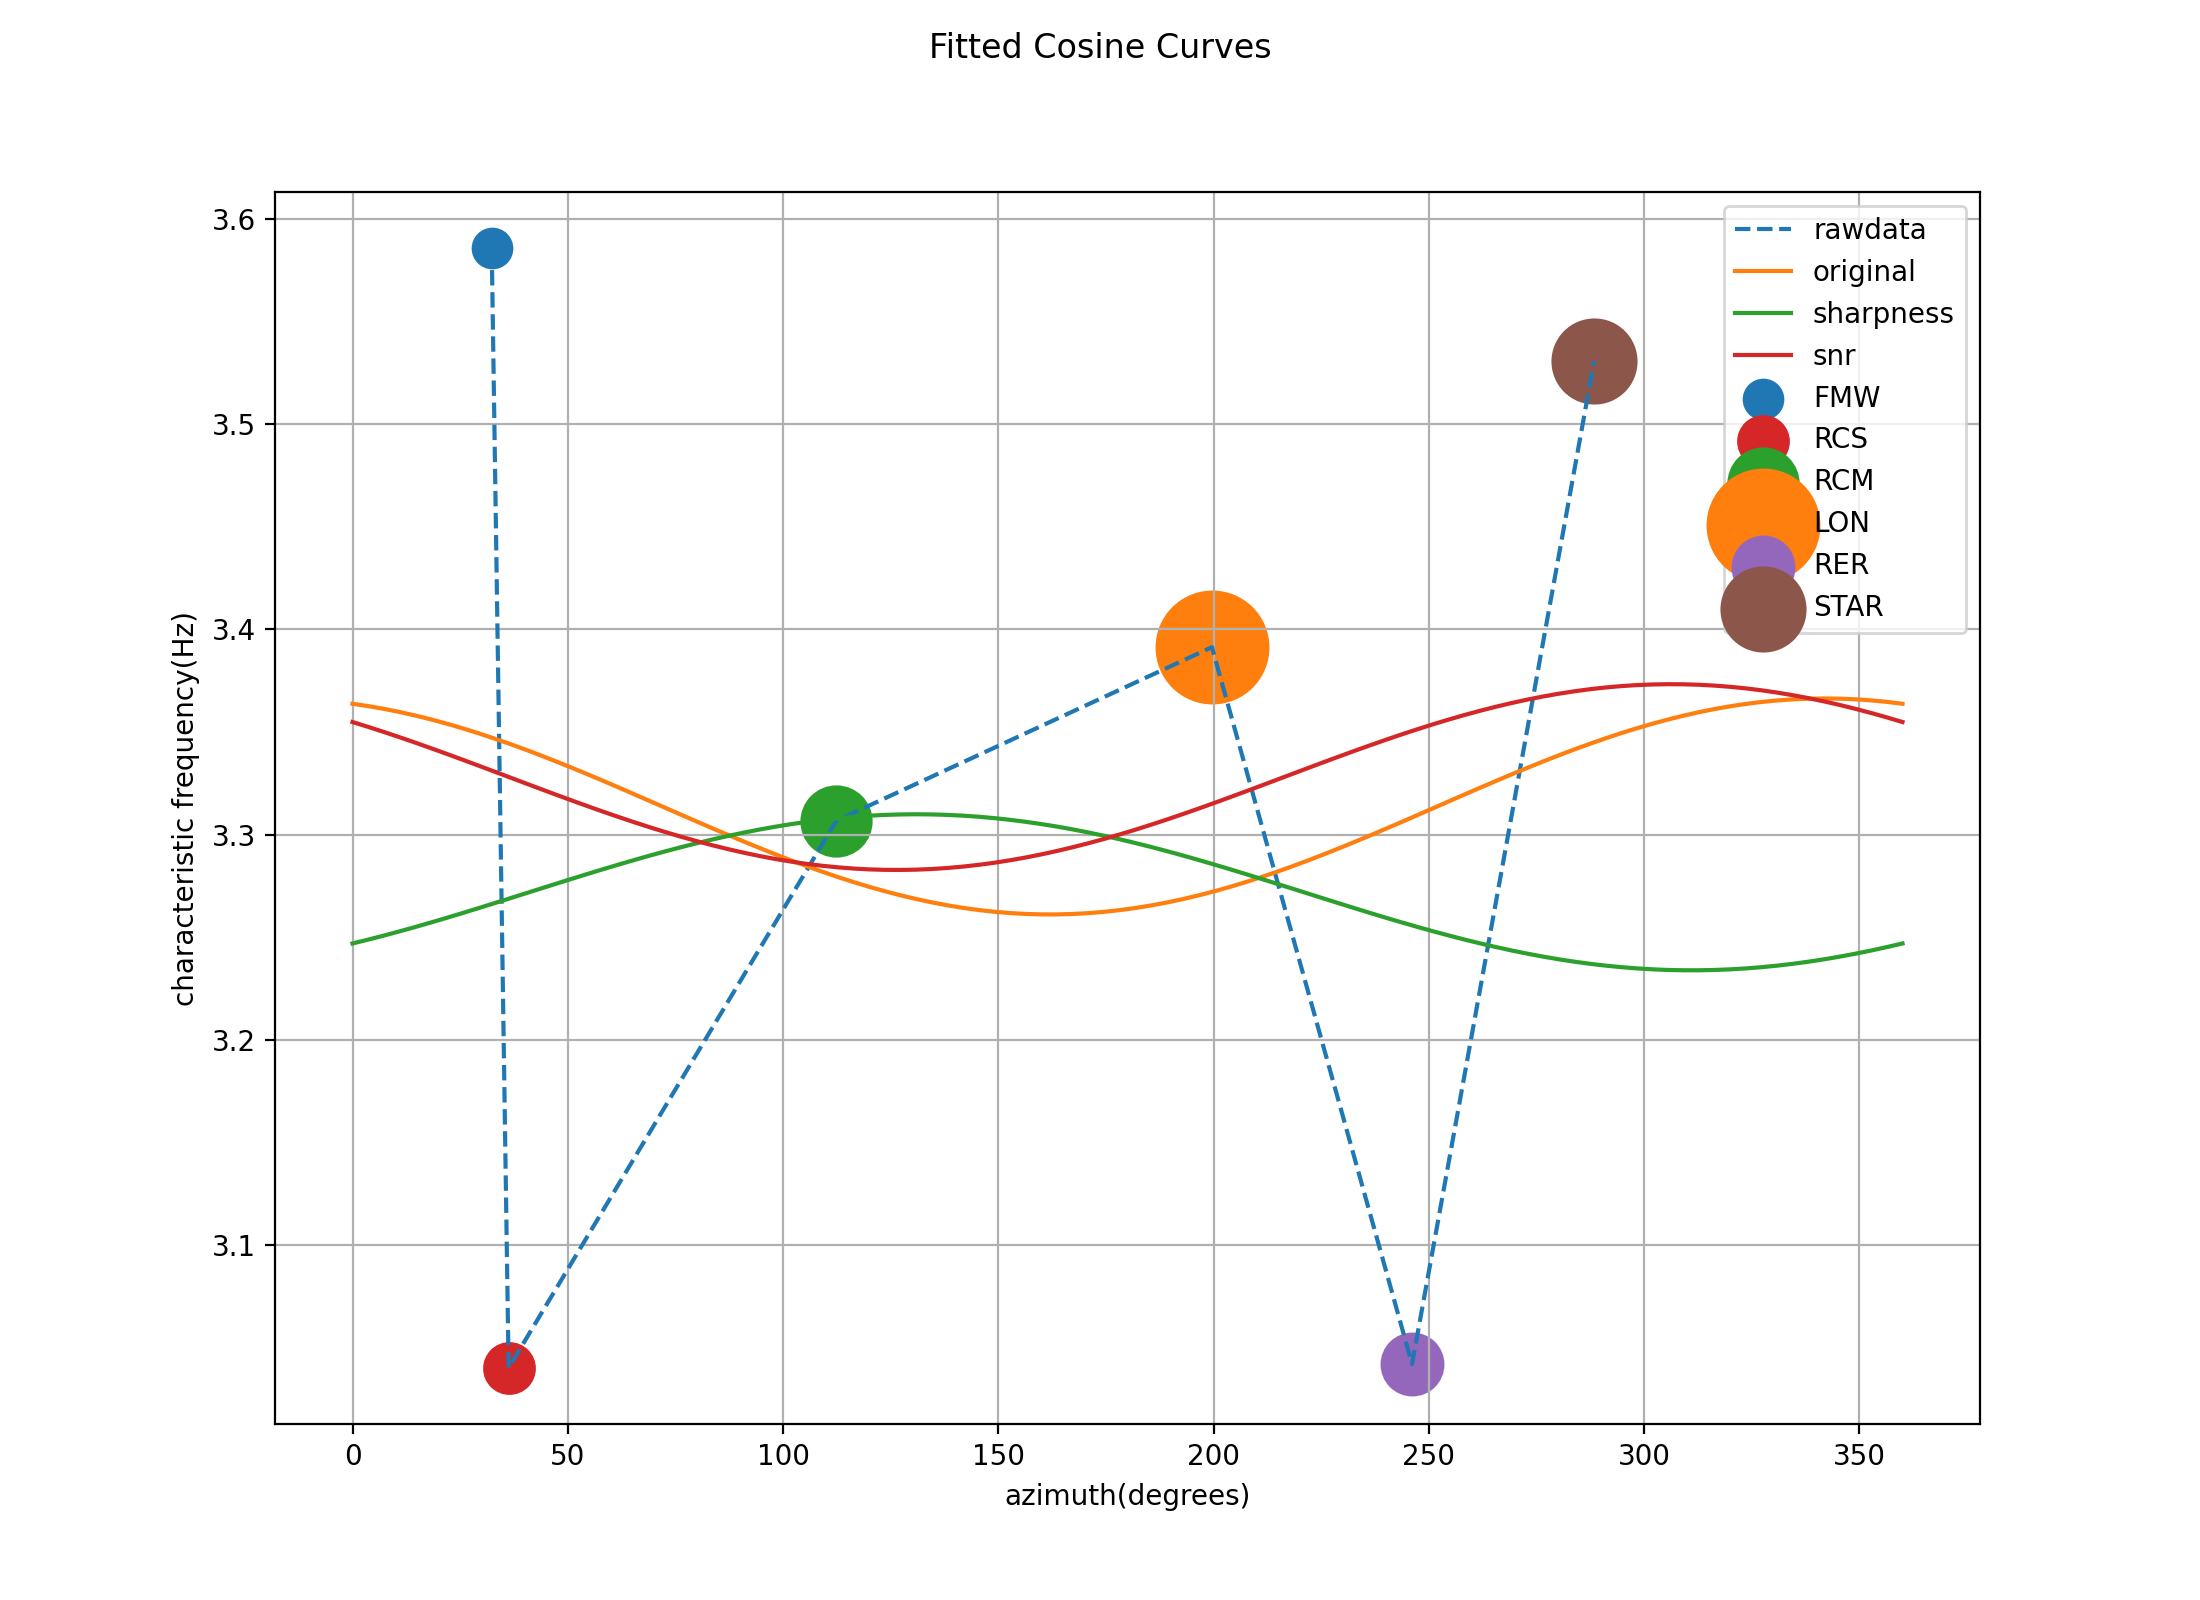 Fitted Cosine Curves
3.6
3.5
3.4
3.3
3.2
3.1
characteristic frequency(Hz)
rawdata
original
sharpness
snr
FMW
RCS
RCM
LON
RER
STAR
0 50 100 150 200 250 300 350
azimuth(degrees)